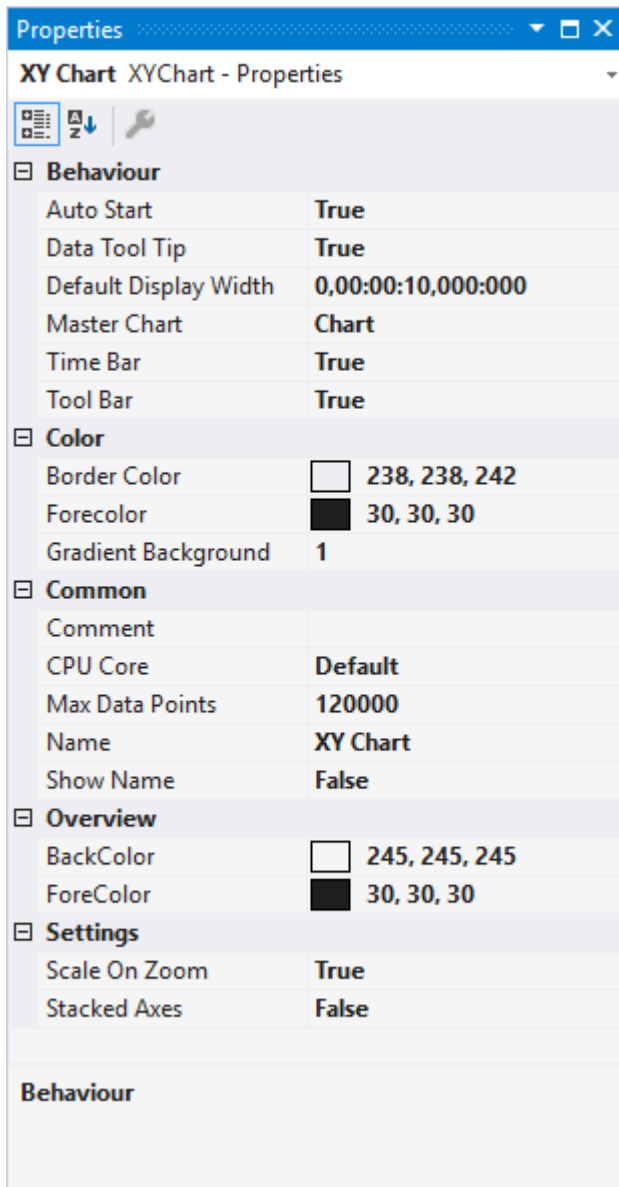 Properties
XY Chart XYChart - Properties
Behaviour
Auto Start True
Data Tool Tip True
Default Display Width 0,00:00:10,000:000
Master Chart Chart
Time Bar True
Tool Bar True
Color
Border Color 238, 238, 242
Forecolor 30, 30, 30
Gradient Background 1
Common
Comment
CPU Core Default
Max Data Points 120000
Name XY Chart
Show Name False
Overview
BackColor 245, 245, 245
ForeColor 30, 30, 30
Settings
Scale On Zoom True
Stacked Axes False
Behaviour